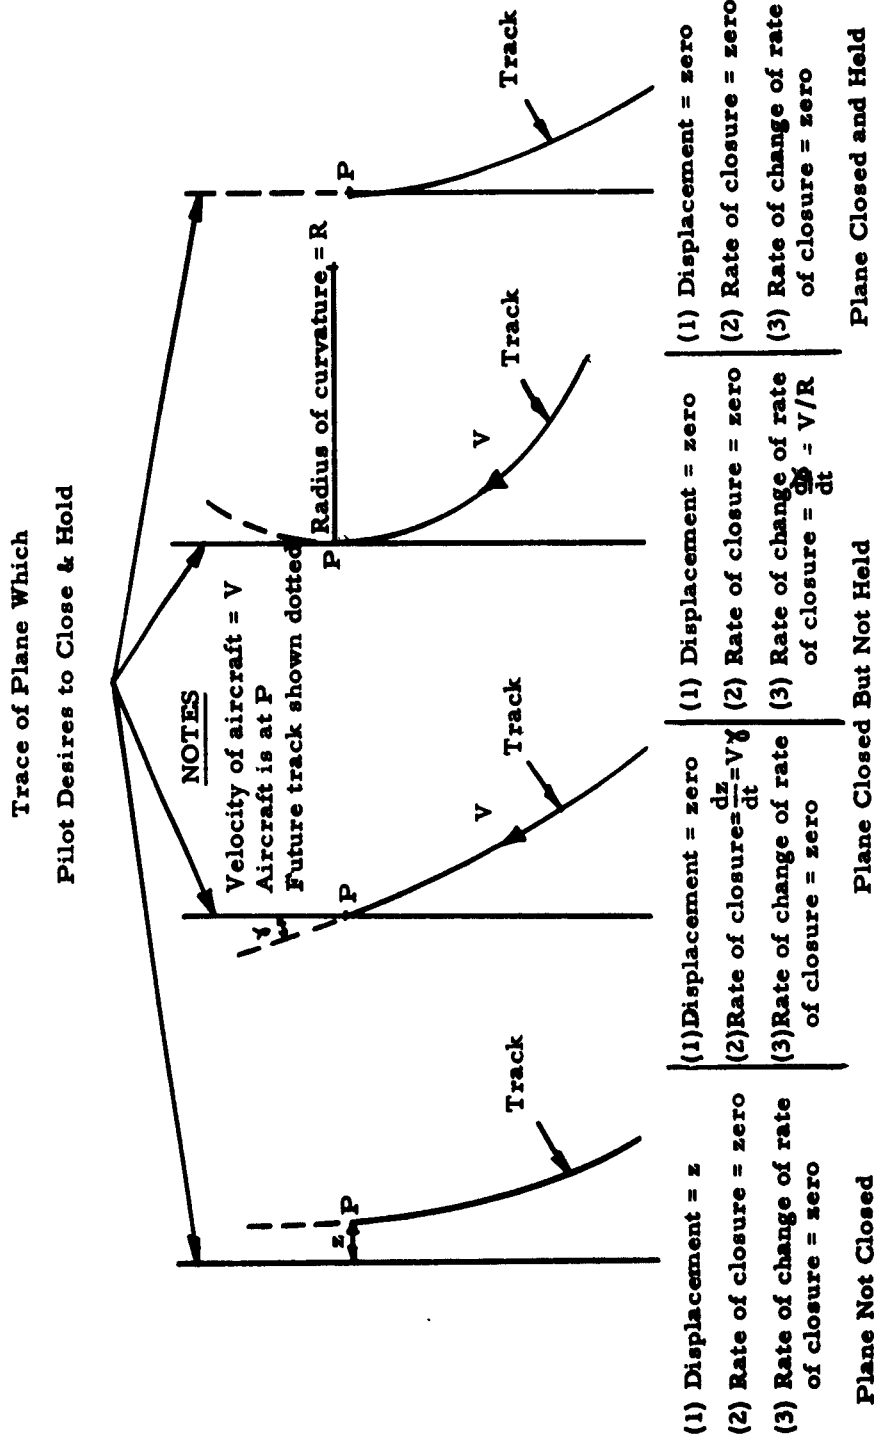 Trace of Plane Which
Pilot Desires to Close & Hold
NOTES
Velocity of aircraft = V
Aircraft is at P
Future track shown dotted
z
P
Track
γ
P
V
Track
P
Radius of curvature = R
V
Track
P
Track
(1) Displacement = z
(2) Rate of closure = zero
(3) Rate of change of rate
of closure = zero
Plane Not Closed
(1)Displacement = zero
(2)Rate of closure=dz/dt=Vγ
(3)Rate of change of rate
of closure = zero
(1) Displacement = zero
(2) Rate of closure = zero
(3) Rate of change of rate
of closure = dγ/dt = V/R
Plane Closed But Not Held
(1) Displacement = zero
(2) Rate of closure = zero
(3) Rate of change of rate
of closure = zero
Plane Closed and Held